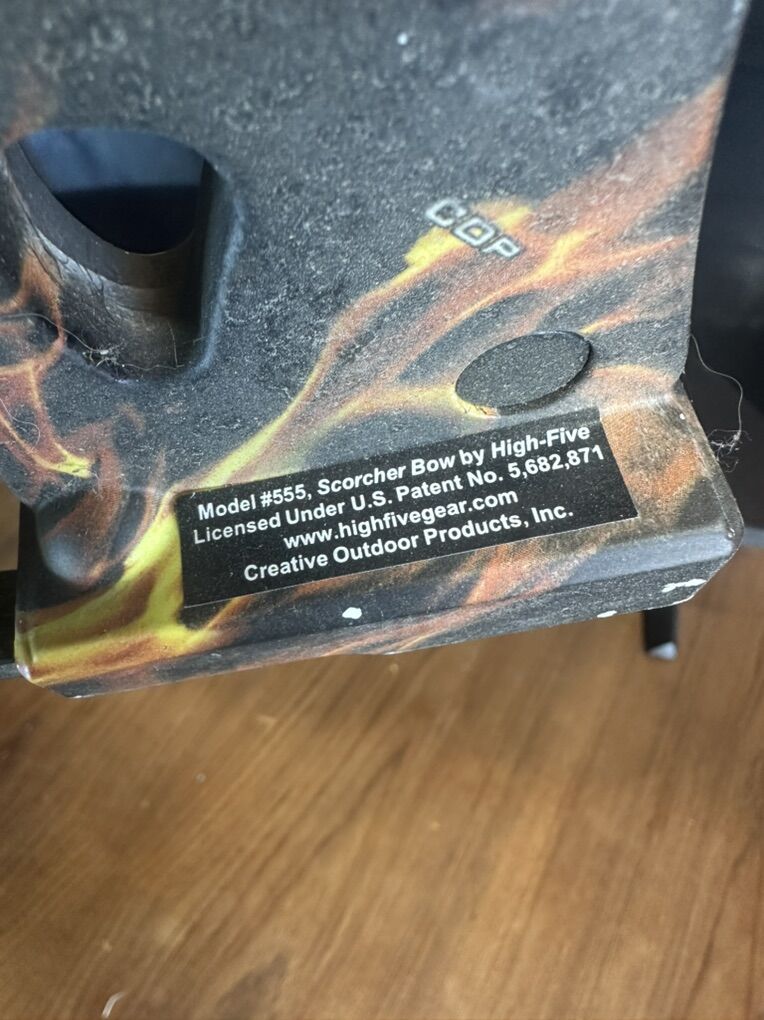 COP
Model #555, Scorcher Bow by High-Five
Licensed Under U.S. Patent No. 5,682,871
www.highfivegear.com
Creative Outdoor Products, Inc.